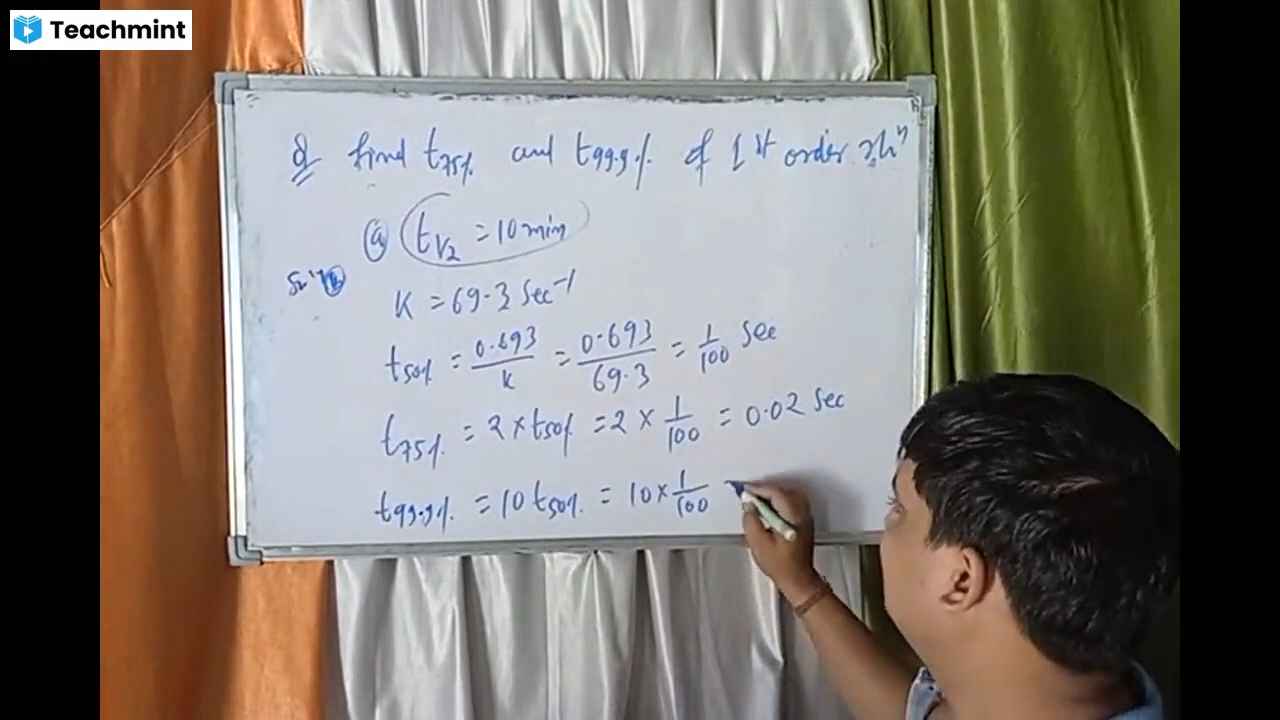 Teachmint
Q find t75% and t99.9% of 1st order rxn
(a) t1/2 = 10 min
Soln (b)
K = 69.3 Sec-1
t50% = 0.693/K = 0.693/69.3 = 1/100 Sec
t75% = 2 × t50% = 2 × 1/100 = 0.02 Sec
t99.9% = 10 t50% = 10 × 1/100